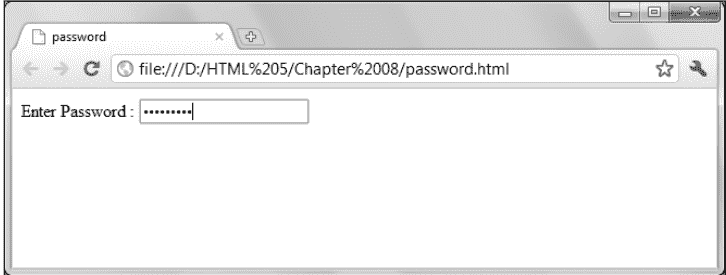 password
file:///D:/HTML%205/Chapter%2008/password.html
Enter Password : •••••••••